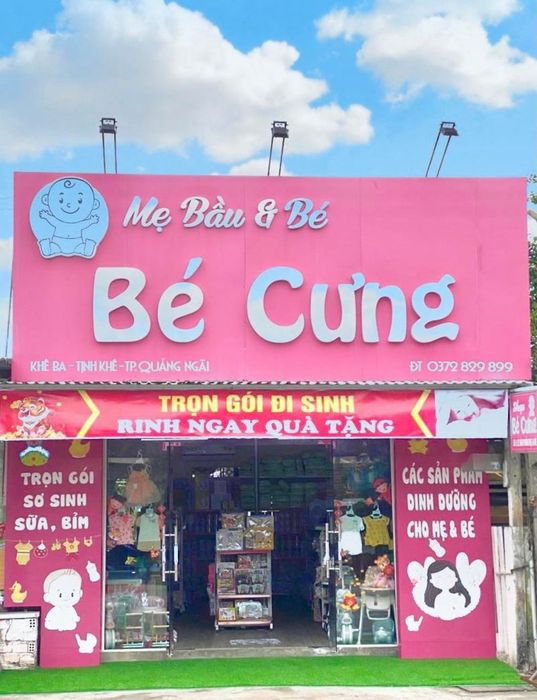 Mẹ Bầu & Bé
Bé Cưng
KHÊ BA - TỊNH KHÊ - TP. QUẢNG NGÃI
ĐT 0372 829 899
TRỌN GÓI ĐI SINH
RINH NGAY QUÀ TẶNG
Shop
BÉ CƯNG
TRỌN GÓI
SƠ SINH
SỮA, BỈM
CÁC SẢN PHẨM
DINH DƯỠNG
CHO MẸ & BÉ